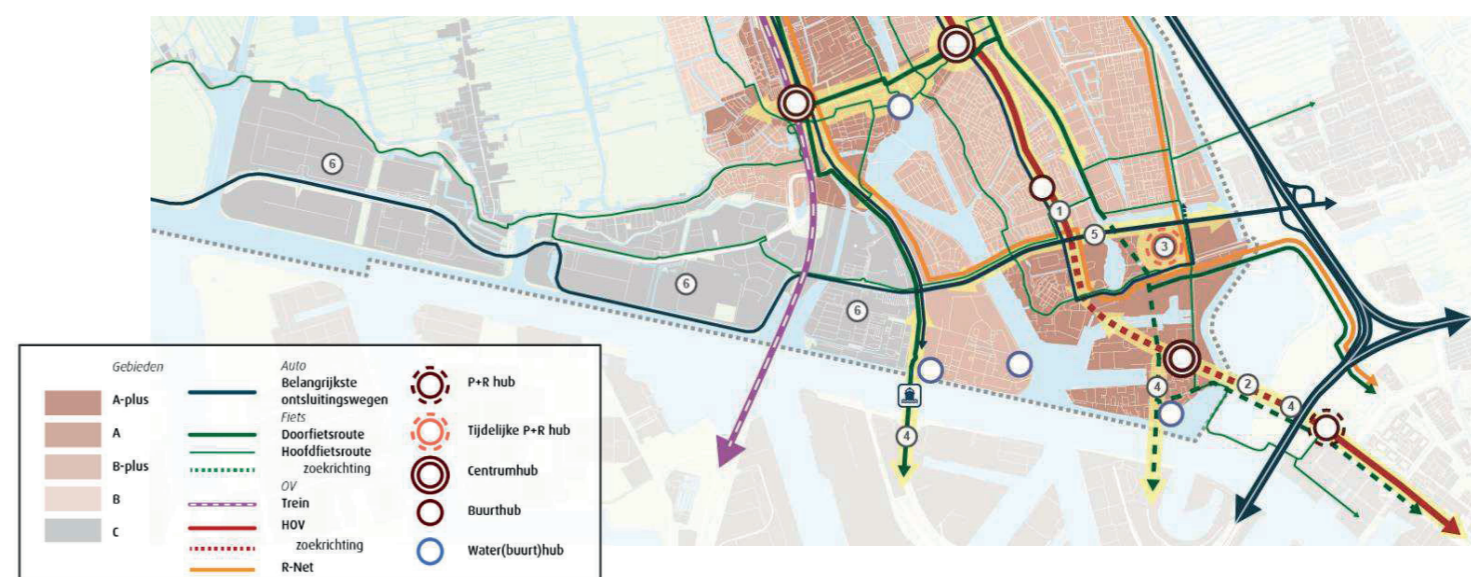 6
1
5
3
6
6
4
2
4
4
Gebieden
A-plus
A
B-plus
B
C
Auto
Belangrijkste
ontsluitingswegen
Fiets
Doorfietsroute
Hoofdfietsroute
zoekrichting
OV
Trein
HOV
zoekrichting
R-Net
P+R hub
Tijdelijke P+R hub
Centrumhub
Buurthub
Water(buurt)hub